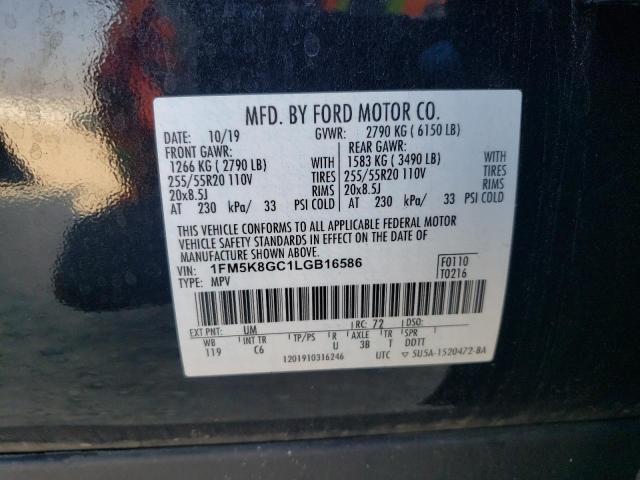 MFD. BY FORD MOTOR CO.
DATE: 10/19 GVWR: 2790 KG ( 6150 LB)
FRONT GAWR: REAR GAWR:
1266 KG ( 2790 LB) WITH 1583 KG ( 3490 LB) WITH
255/55R20 110V TIRES 255/55R20 110V TIRES
20x8.5J RIMS 20x8.5J RIMS
AT 230 kPa/ 33 PSI COLD AT 230 kPa/ 33 PSI COLD
THIS VEHICLE CONFORMS TO ALL APPLICABLE FEDERAL MOTOR
VEHICLE SAFETY STANDARDS IN EFFECT ON THE DATE OF
MANUFACTURE SHOWN ABOVE.
VIN: 1FM5K8GC1LGB16586 F0110
TYPE: MPV T0216
EXT PNT: UM RC: 72 DSO:
WB INT TR TP/PS R AXLE TR SPR
119 C6 U 3B T DDTT
1201910316246 UTC ▽ 5U5A-1520472-BA